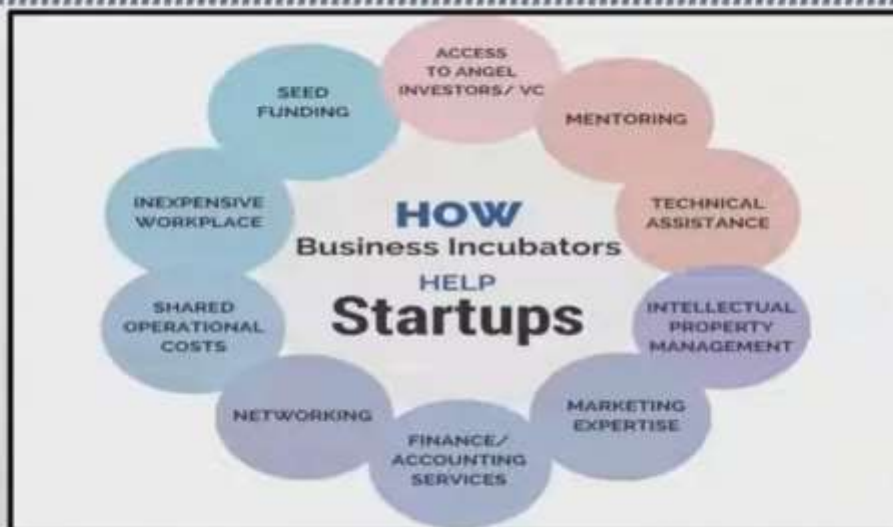 HOW
Business Incubators
HELP
Startups
ACCESS
TO ANGEL
INVESTORS/ VC
MENTORING
TECHNICAL
ASSISTANCE
INTELLECTUAL
PROPERTY
MANAGEMENT
MARKETING
EXPERTISE
FINANCE/
ACCOUNTING
SERVICES
NETWORKING
SHARED
OPERATIONAL
COSTS
INEXPENSIVE
WORKPLACE
SEED
FUNDING